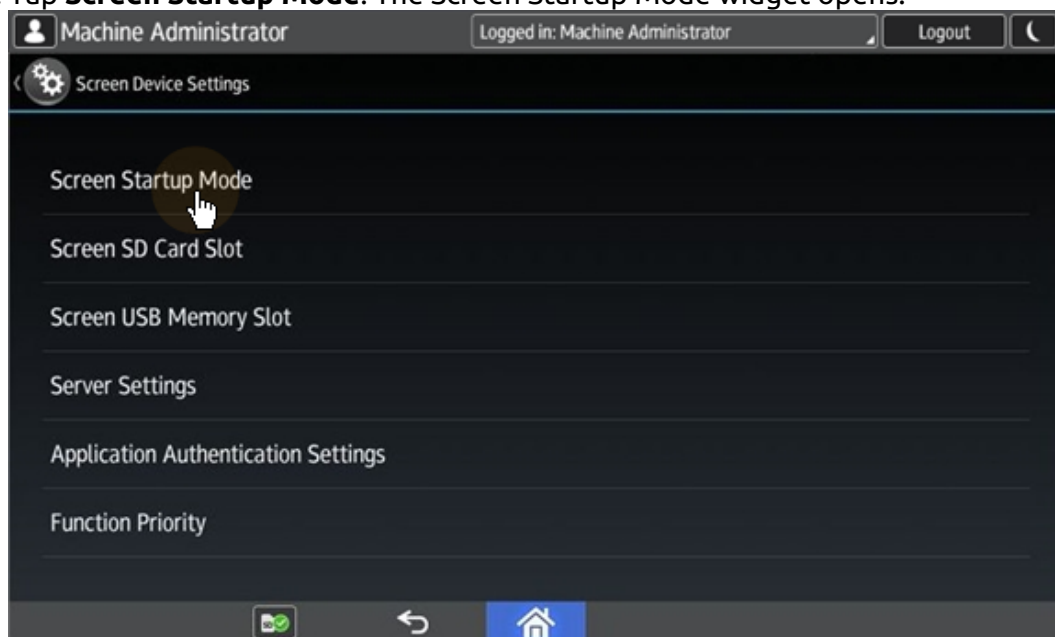 Tap Screen Startup Mode. The Screen Startup Mode widget opens.
Machine Administrator Logged in: Machine Administrator Logout
Screen Device Settings
Screen Startup Mode
Screen SD Card Slot
Screen USB Memory Slot
Server Settings
Application Authentication Settings
Function Priority